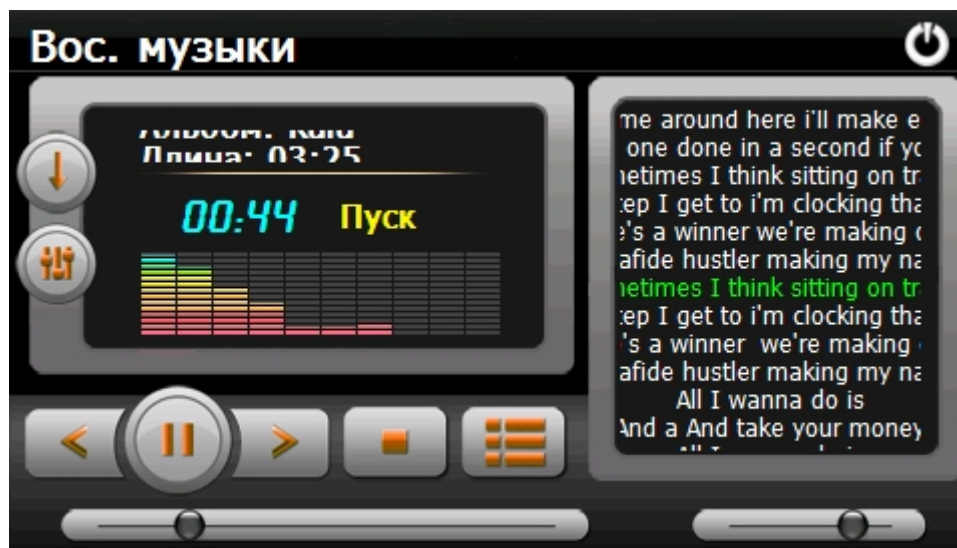 Вос. музыки
Альбом: Kala
Длина: 03:25
00:44 Пуск
me around here i'll make e
one done in a second if yo
netimes I think sitting on tra
tep I get to i'm clocking tha
e's a winner we're making o
afide hustler making my na
netimes I think sitting on tr
tep I get to i'm clocking tha
's a winner we're making
afide hustler making my na
All I wanna do is
And a And take your money